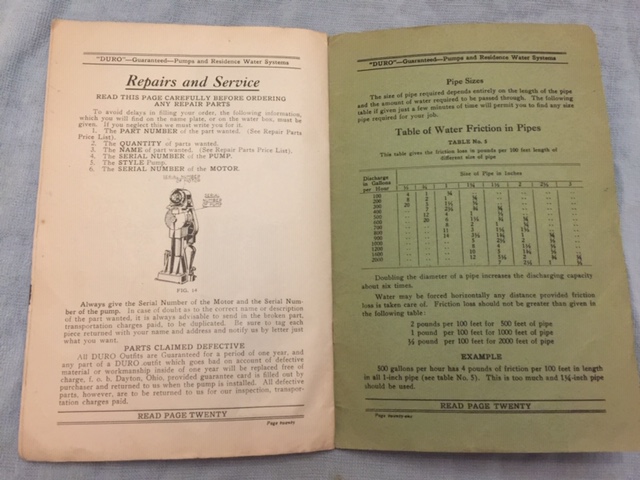 "DURO"—Guaranteed—Pumps and Residence Water Systems
Repairs and Service
READ THIS PAGE CAREFULLY BEFORE ORDERING
ANY REPAIR PARTS
To avoid delays in filling your order, the following information,
which you will find on the name plate, or on the water box, must be
given. If you neglect this we must write you for it.
1. The PART NUMBER of the part wanted. (See Repair Parts
Price List).
2. The QUANTITY of parts wanted.
3. The NAME of part wanted. (See Repair Parts Price List).
4. The SERIAL NUMBER of the PUMP.
5. The STYLE Pump.
6. The SERIAL NUMBER of the MOTOR.
Always give the Serial Number of the Motor and the Serial Num-
ber of the pump. In case of doubt as to the correct name or description
of the part wanted, it is always advisable to send in the broken part,
transportation charges paid, to be duplicated. Be sure to tag each
piece returned with your name and address and notify us by letter just
what you want.
PARTS CLAIMED DEFECTIVE
All DURO Outfits are Guaranteed for a period of one year, and
any part of a DURO outfit which goes bad on account of defective
material or workmanship inside of one year will be replaced free of
charge, f. o. b. Dayton, Ohio, provided guarantee card is filled out by
purchaser and returned to us when the pump is installed. All defective
parts, however, are to be returned to us for our inspection, transpor-
tation charges paid.
READ PAGE TWENTY
Page twenty
"DURO"—Guaranteed—Pumps and Residence Water Systems
Pipe Sizes
The size of pipe required depends entirely on the length of the pipe
and the amount of water required to be passed through. The following
table if given just a few minutes of time will permit you to find any size
pipe required for your job.
Table of Water Friction in Pipes
TABLE No. 5
This table gives the friction loss in pounds per 100 feet length of
different size of pipe
Discharge
in Gallons
per Hour
Size of Pipe in Inches
Doubling the diameter of a pipe increases the discharging capacity
about six times.
Water may be forced horizontally any distance provided friction
loss is taken care of. Friction loss should not be greater than given is
the following table:
2 pounds per 100 feet for 500 feet of pipe
1 pound per 100 feet for 1000 feet of pipe
½ pound per 100 feet for 2000 feet of pipe
EXAMPLE
500 gallons per hour has 4 pounds of friction per 100 feet in length
in all 1-inch pipe (see table No. 5). This is too much and 1¼-inch pipe
should be used.
READ PAGE TWENTY
Page twenty-one